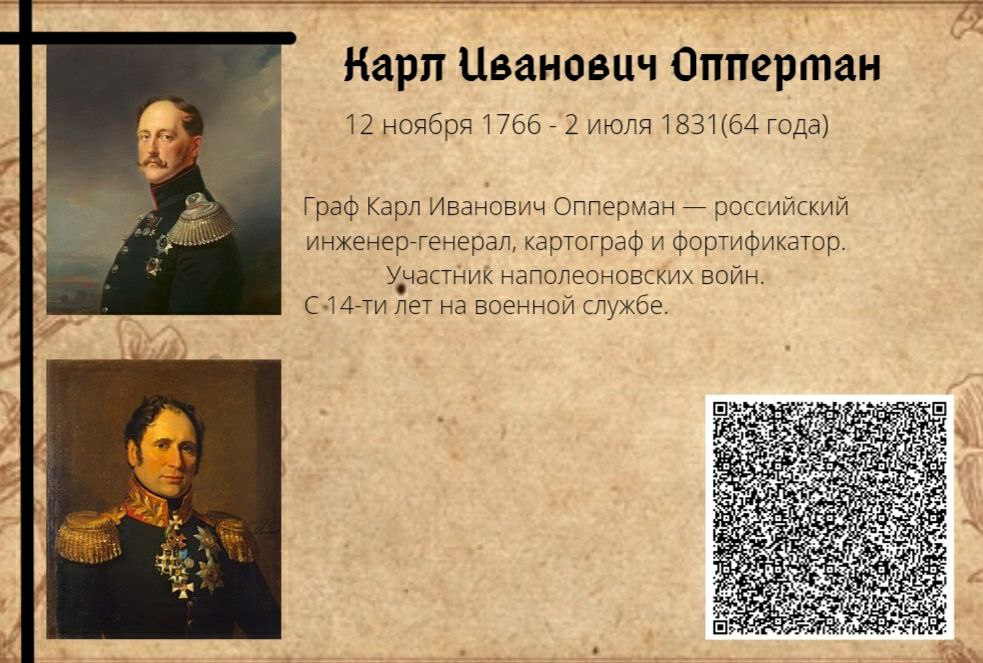 Карл Иванович Опперман
12 ноября 1766 - 2 июля 1831(64 года)
Граф Карл Иванович Опперман — российский
инженер-генерал, картограф и фортификатор.
Участник наполеоновских войн.
С 14-ти лет на военной службе.